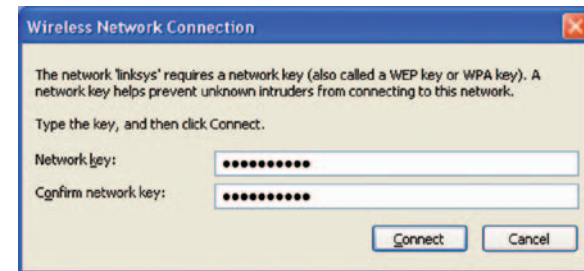 Wireless Network Connection
The network 'linksys' requires a network key (also called a WEP key or WPA key). A
network key helps prevent unknown intruders from connecting to this network.
Type the key, and then click Connect.
Network key: ●●●●●●●●●●
Confirm network key: ●●●●●●●●●●
Connect Cancel